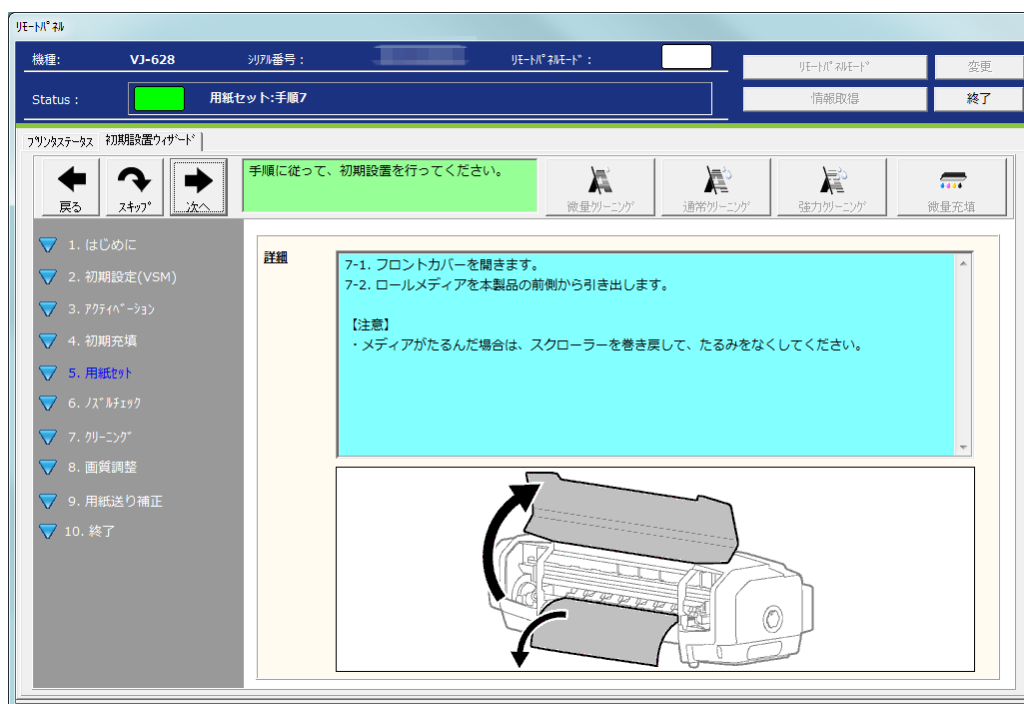 ﾘﾓｰﾄﾊﾟﾈﾙ
機種:
VJ-628
ｼﾘｱﾙ番号 :
ﾘﾓｰﾄﾊﾟﾈﾙﾓｰﾄﾞ :
ﾘﾓｰﾄﾊﾟﾈﾙﾓｰﾄﾞ
変更
Status :
用紙セット:手順7
情報取得
終了
ﾌﾟﾘﾝﾀｽﾃｰﾀｽ
初期設置ｳｨｻﾞｰﾄﾞ
戻る
ｽｷｯﾌﾟ
次へ
手順に従って、初期設置を行ってください。
微量ｸﾘｰﾆﾝｸﾞ
通常ｸﾘｰﾆﾝｸﾞ
強力ｸﾘｰﾆﾝｸﾞ
微量充填
1. はじめに
2. 初期設定(VSM)
3. ｱｸﾃｨﾍﾞｰｼｮﾝ
4. 初期充填
5. 用紙ｾｯﾄ
6. ﾉｽﾞﾙﾁｪｯｸ
7. ｸﾘｰﾆﾝｸﾞ
8. 画質調整
9. 用紙送り補正
10. 終了
詳細
7-1. フロントカバーを開きます。
7-2. ロールメディアを本製品の前側から引き出します。
【注意】
・メディアがたるんだ場合は、スクローラーを巻き戻して、たるみをなくしてください。